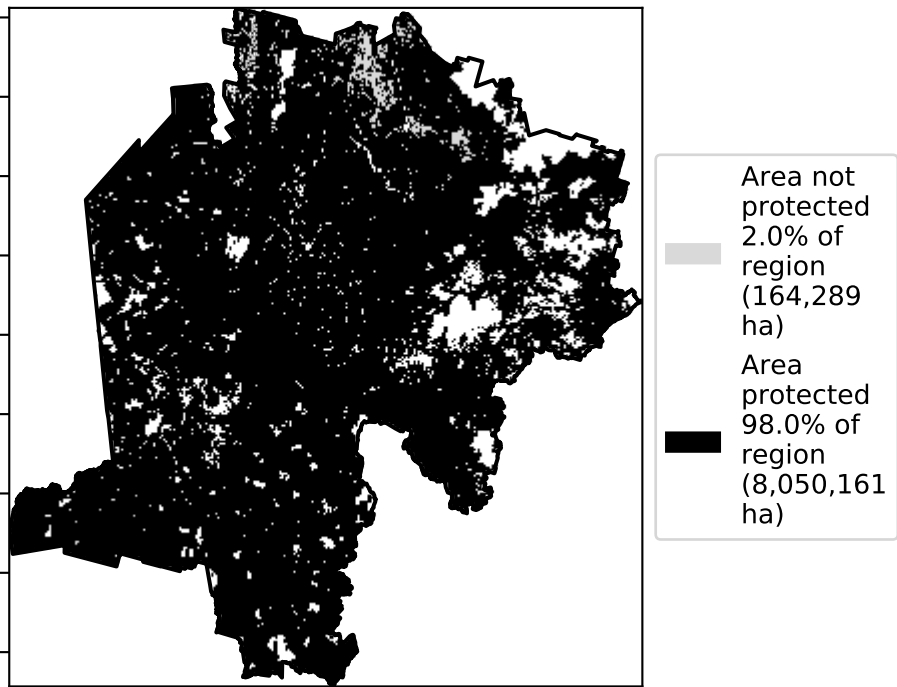 Area not
protected
2.0% of
region
(164,289
ha)
Area
protected
98.0% of
region
(8,050,161
ha)